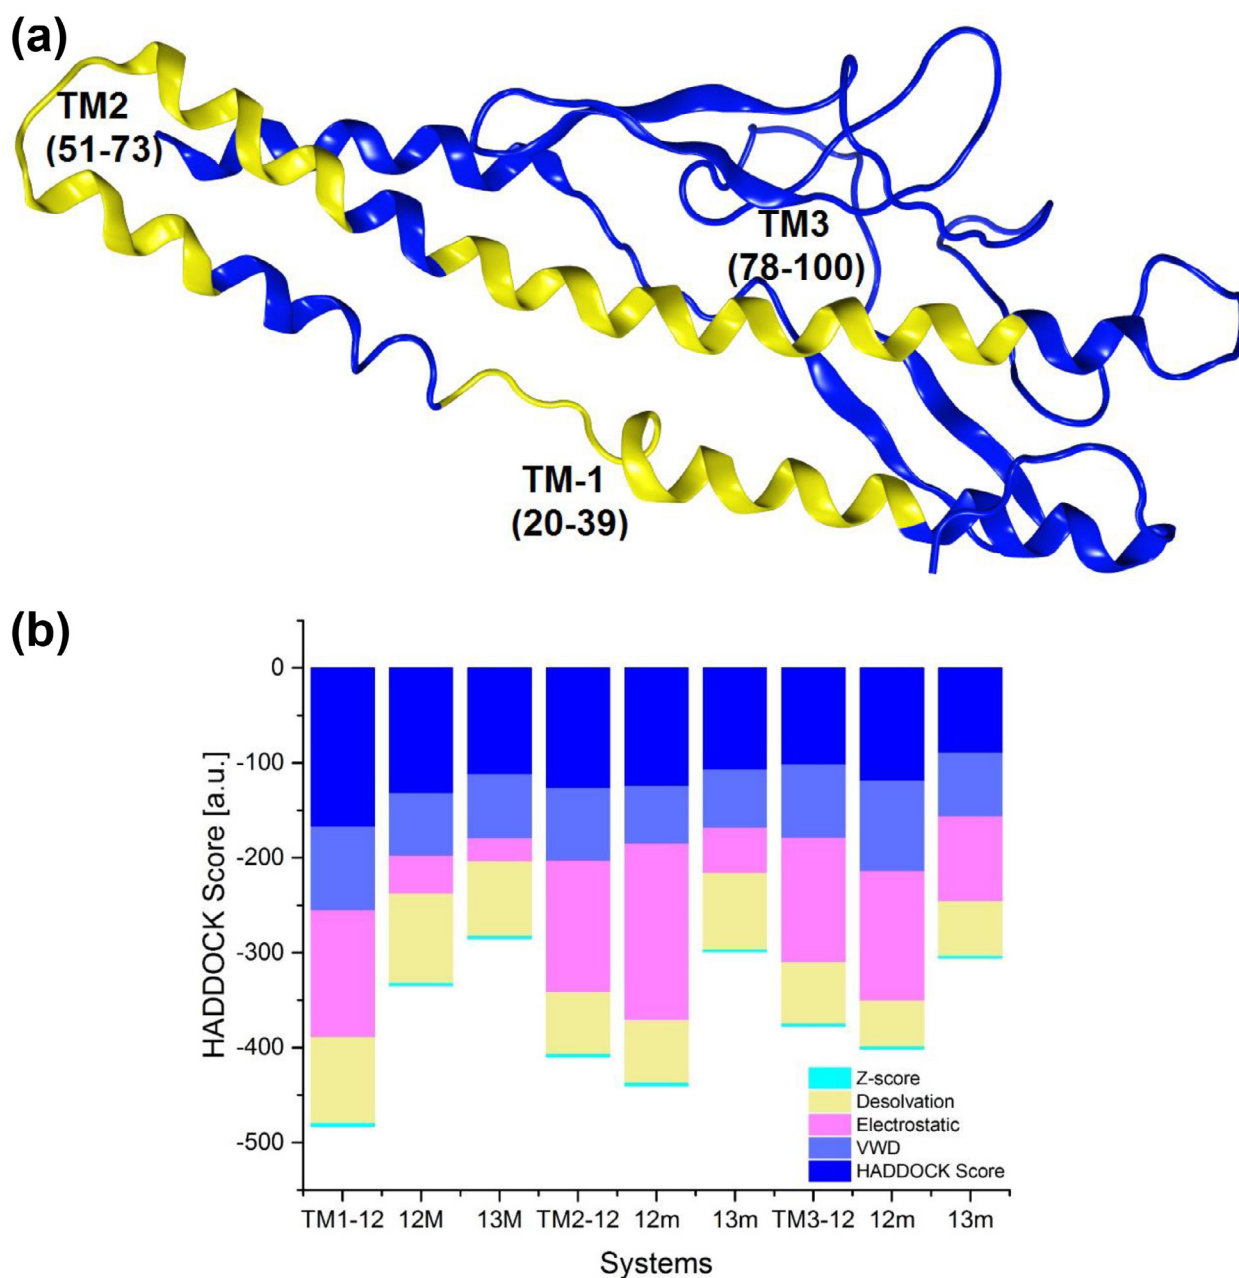 (a)
TM2
(51-73)
TM3
(78-100)
TM-1
(20-39)
(b)
0
-100
-200
-300
-400
-500
HADDOCK Score [a.u.]
Z-score
Desolvation
Electrostatic
VWD
HADDOCK Score
TM1-12 12M 13M TM2-12 12m 13m TM3-12 12m 13m
Systems